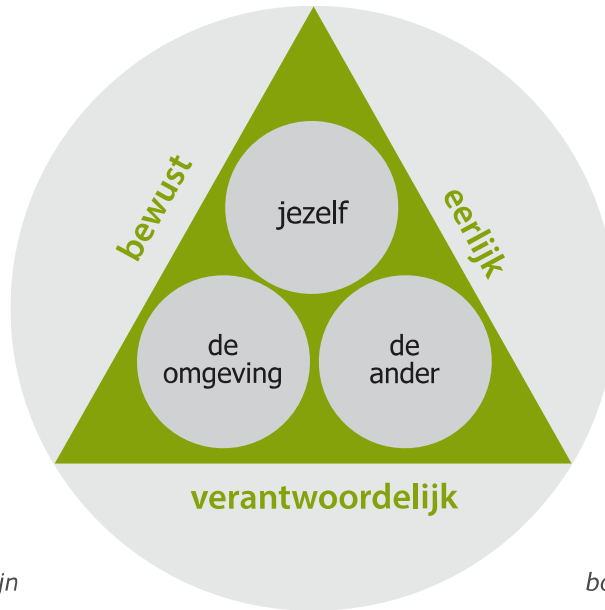 bewust
eerlijk
jezelf
de
omgeving
de
ander
verantwoordelijk